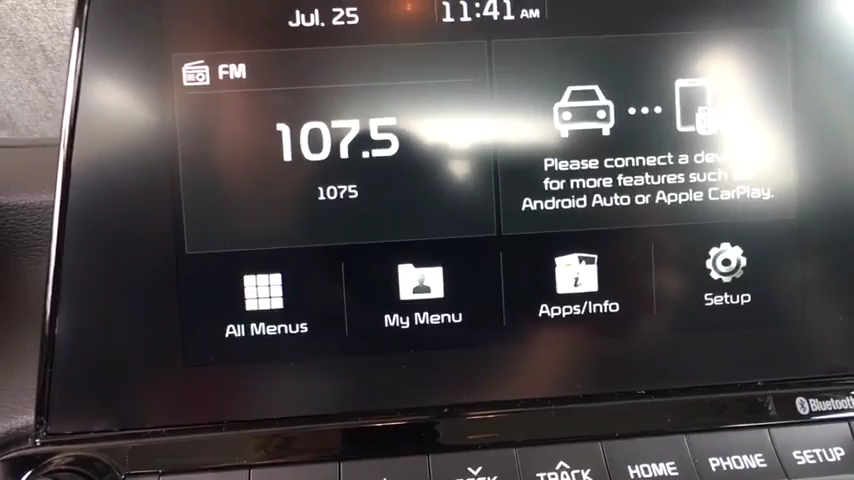 Jul. 25
11:41 AM
FM
107.5
1075
Please connect a
for more features such
Android Auto or Apple CarPlay.
All Menus
My Menu
Apps/Info
Setup
Bluetooth
TRACK
HOME
PHONE
SETUP